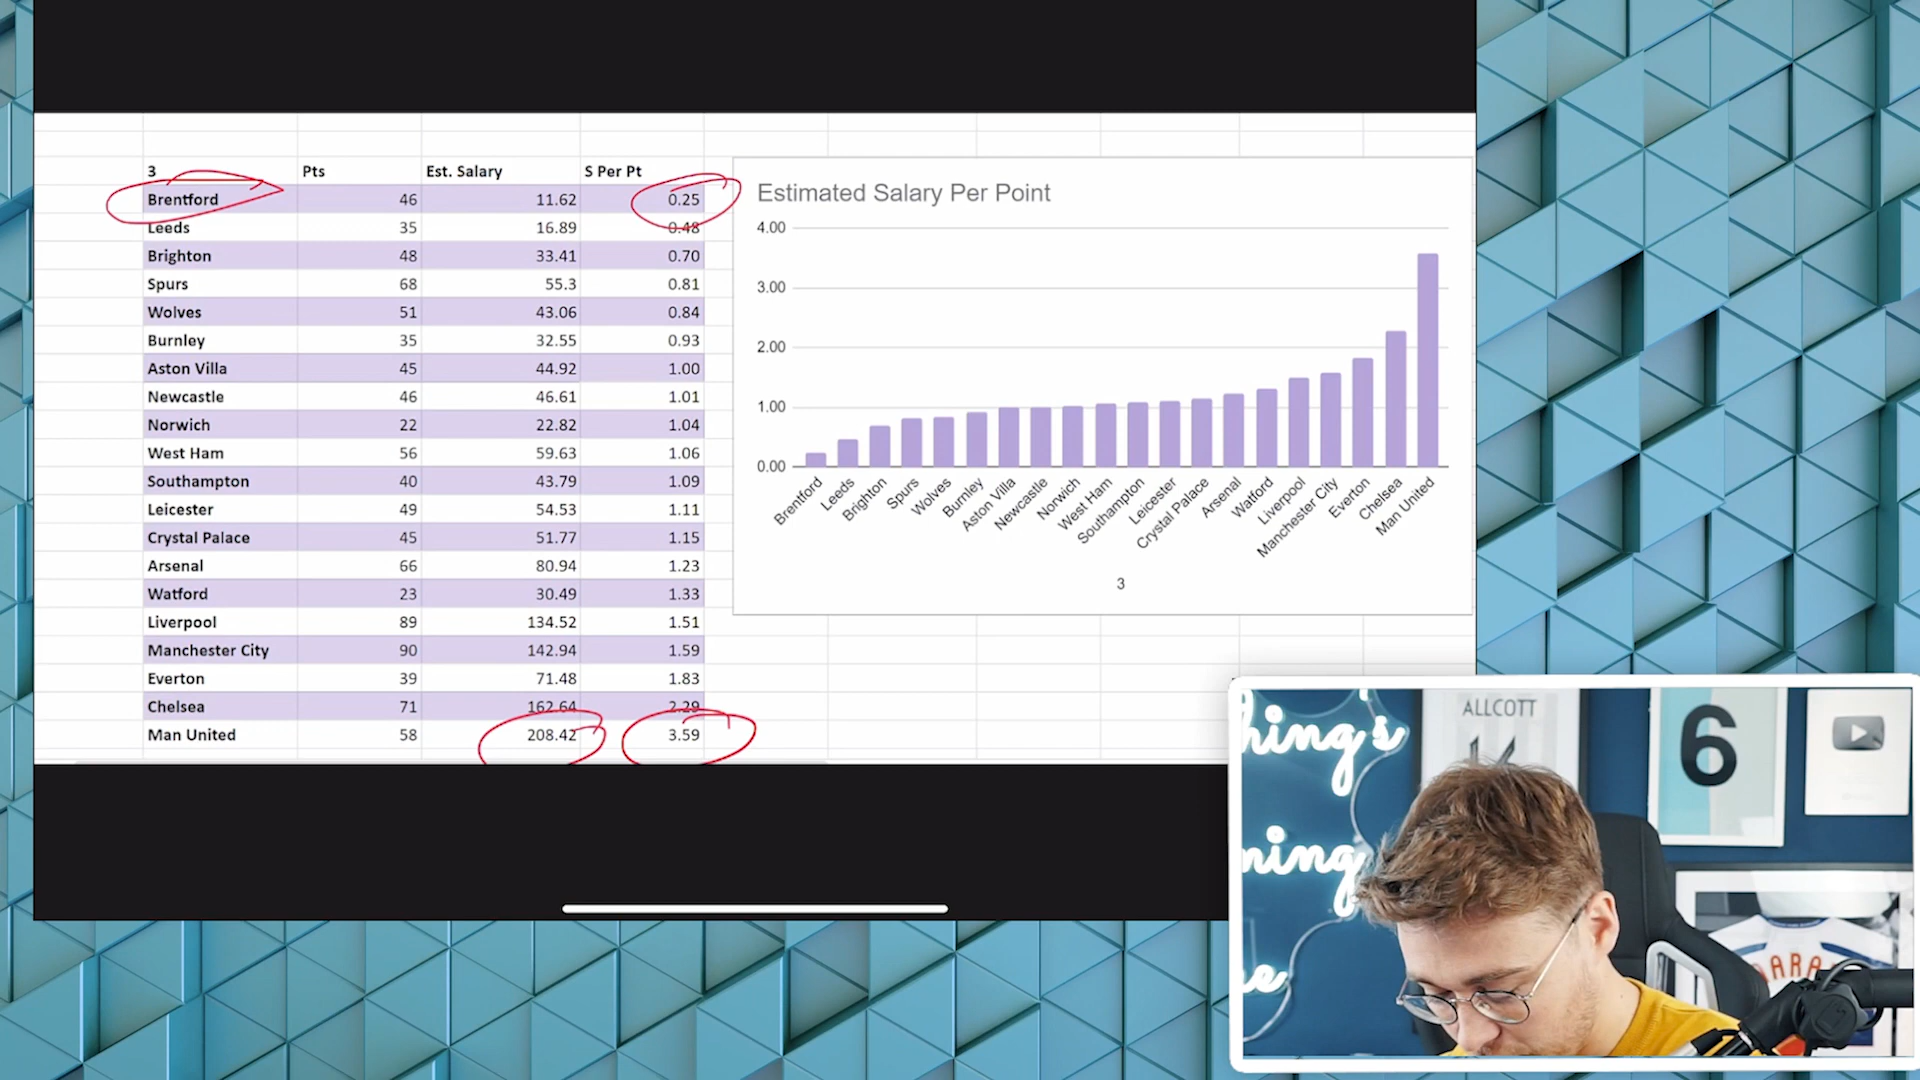 3 Pts Est. Salary S Per Pt
Brentford 46 11.62 0.25
Leeds 35 16.89 0.48
Brighton 48 33.41 0.70
Spurs 68 55.3 0.81
Wolves 51 43.06 0.84
Burnley 35 32.55 0.93
Aston Villa 45 44.92 1.00
Newcastle 46 46.61 1.01
Norwich 22 22.82 1.04
West Ham 56 59.63 1.06
Southampton 40 43.79 1.09
Leicester 49 54.53 1.11
Crystal Palace 45 51.77 1.15
Arsenal 66 80.94 1.23
Watford 23 30.49 1.33
Liverpool 89 134.52 1.51
Manchester City 90 142.94 1.59
Everton 39 71.48 1.83
Chelsea 71 162.64 2.29
Man United 58 208.42 3.59
Estimated Salary Per Point
4.00
3.00
2.00
1.00
0.00
Brentford
Leeds
Brighton
Spurs
Wolves
Burnley
Aston Villa
Newcastle
Norwich
West Ham
Southampton
Leicester
Crystal Palace
Arsenal
Watford
Liverpool
Manchester City
Everton
Chelsea
Man United
3
ALLCOTT
6